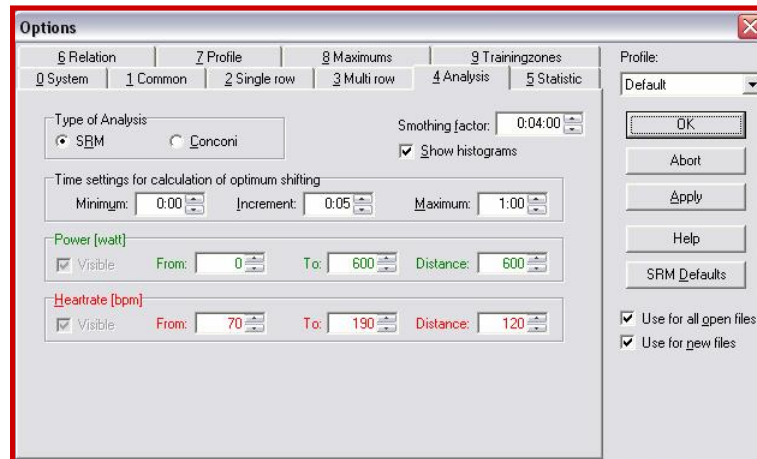 Options
6 Relation 7 Profile 8 Maximums 9 Trainingzones
0 System 1 Common 2 Single row 3 Multi row 4 Analysis 5 Statistic
Type of Analysis
SRM Conconi
Smothing factor: 0:04:00
Show histograms
Time settings for calculation of optimum shifting
Minimum: 0:00 Increment: 0:05 Maximum: 1:00
Power [watt]
Visible From: 0 To: 600 Distance: 600
Heartrate [bpm]
Visible From: 70 To: 190 Distance: 120
Profile:
Default
OK
Abort
Apply
Help
SRM Defaults
Use for all open files
Use for new files